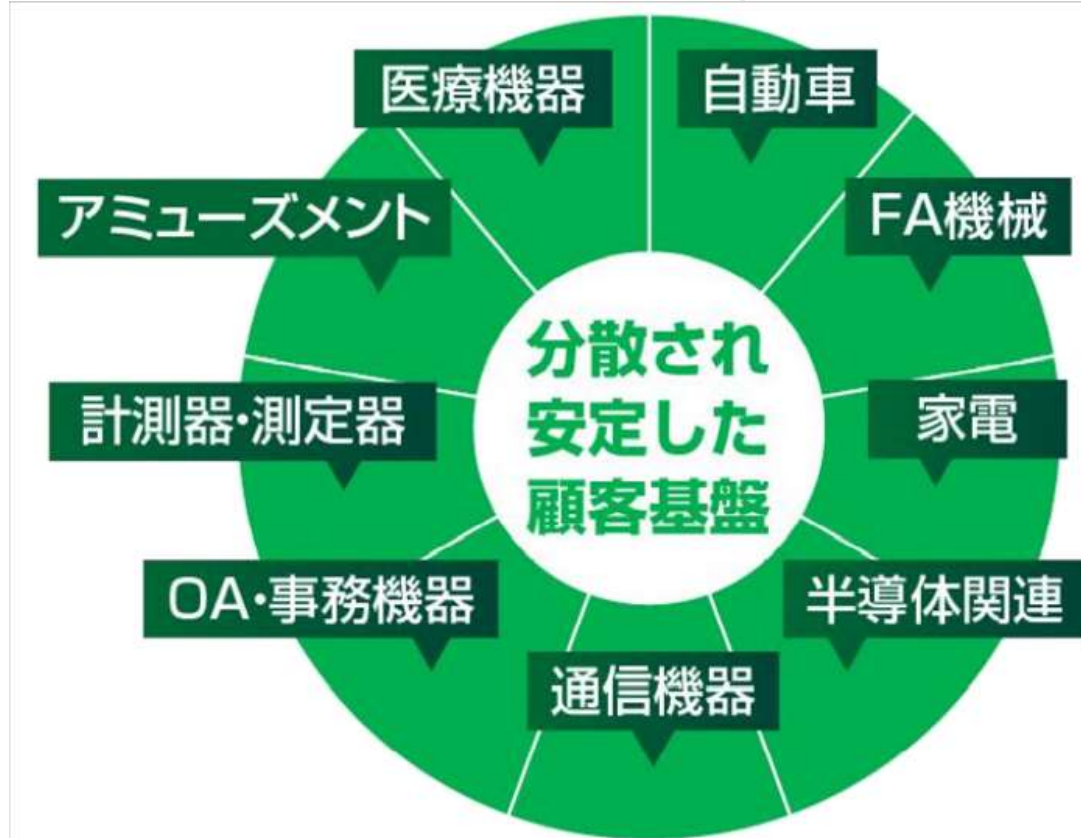 医療機器
自動車
アミューズメント
FA機械
分散され
安定した
顧客基盤
計測器・測定器
家電
OA・事務機器
半導体関連
通信機器